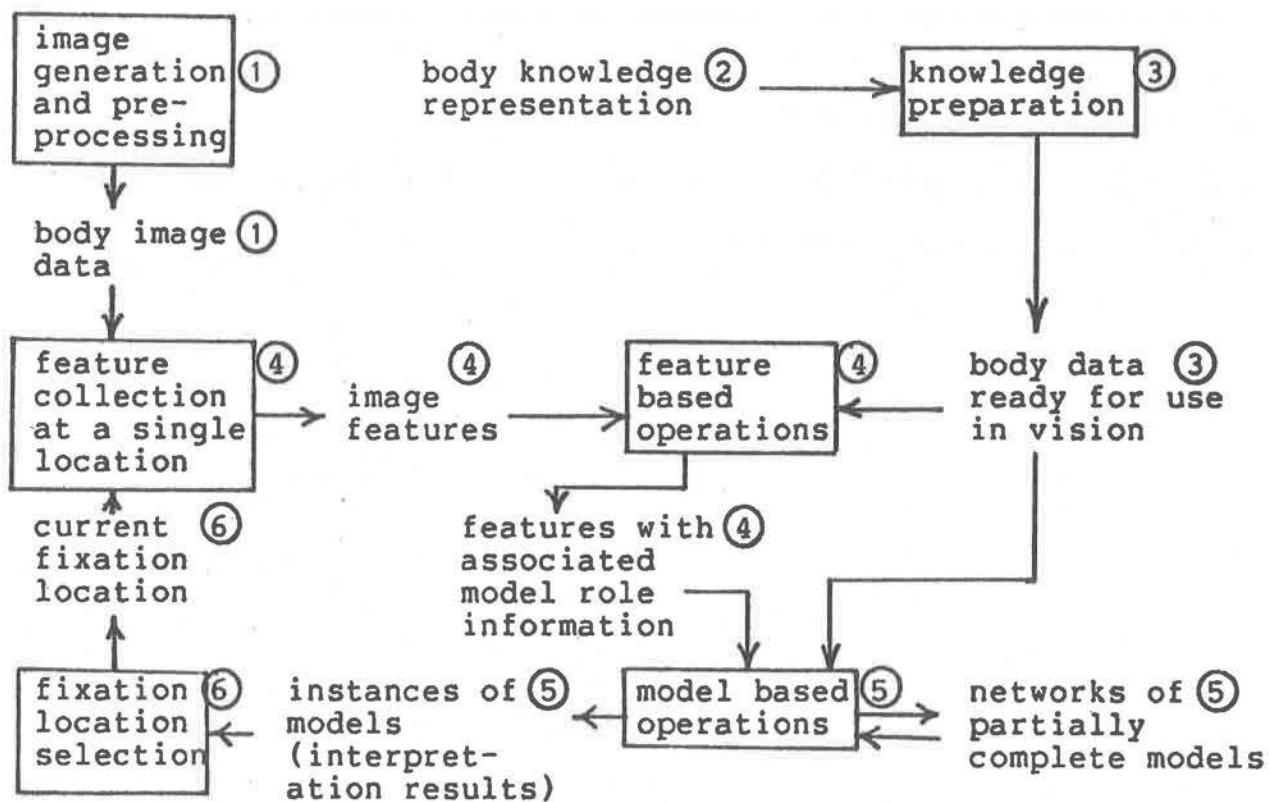 image
generation ①
and pre-
processing
body knowledge ②
representation
knowledge ③
preparation
body image ①
data
feature ④
collection
at a single
location
④
image
features
feature ④
based
operations
body data ③
ready for use
in vision
current ⑥
fixation
location
features with ④
associated
model role
information
fixation ⑥
location
selection
instances of ⑤
models
(interpret-
ation results)
model based ⑤
operations
networks of ⑤
partially
complete models